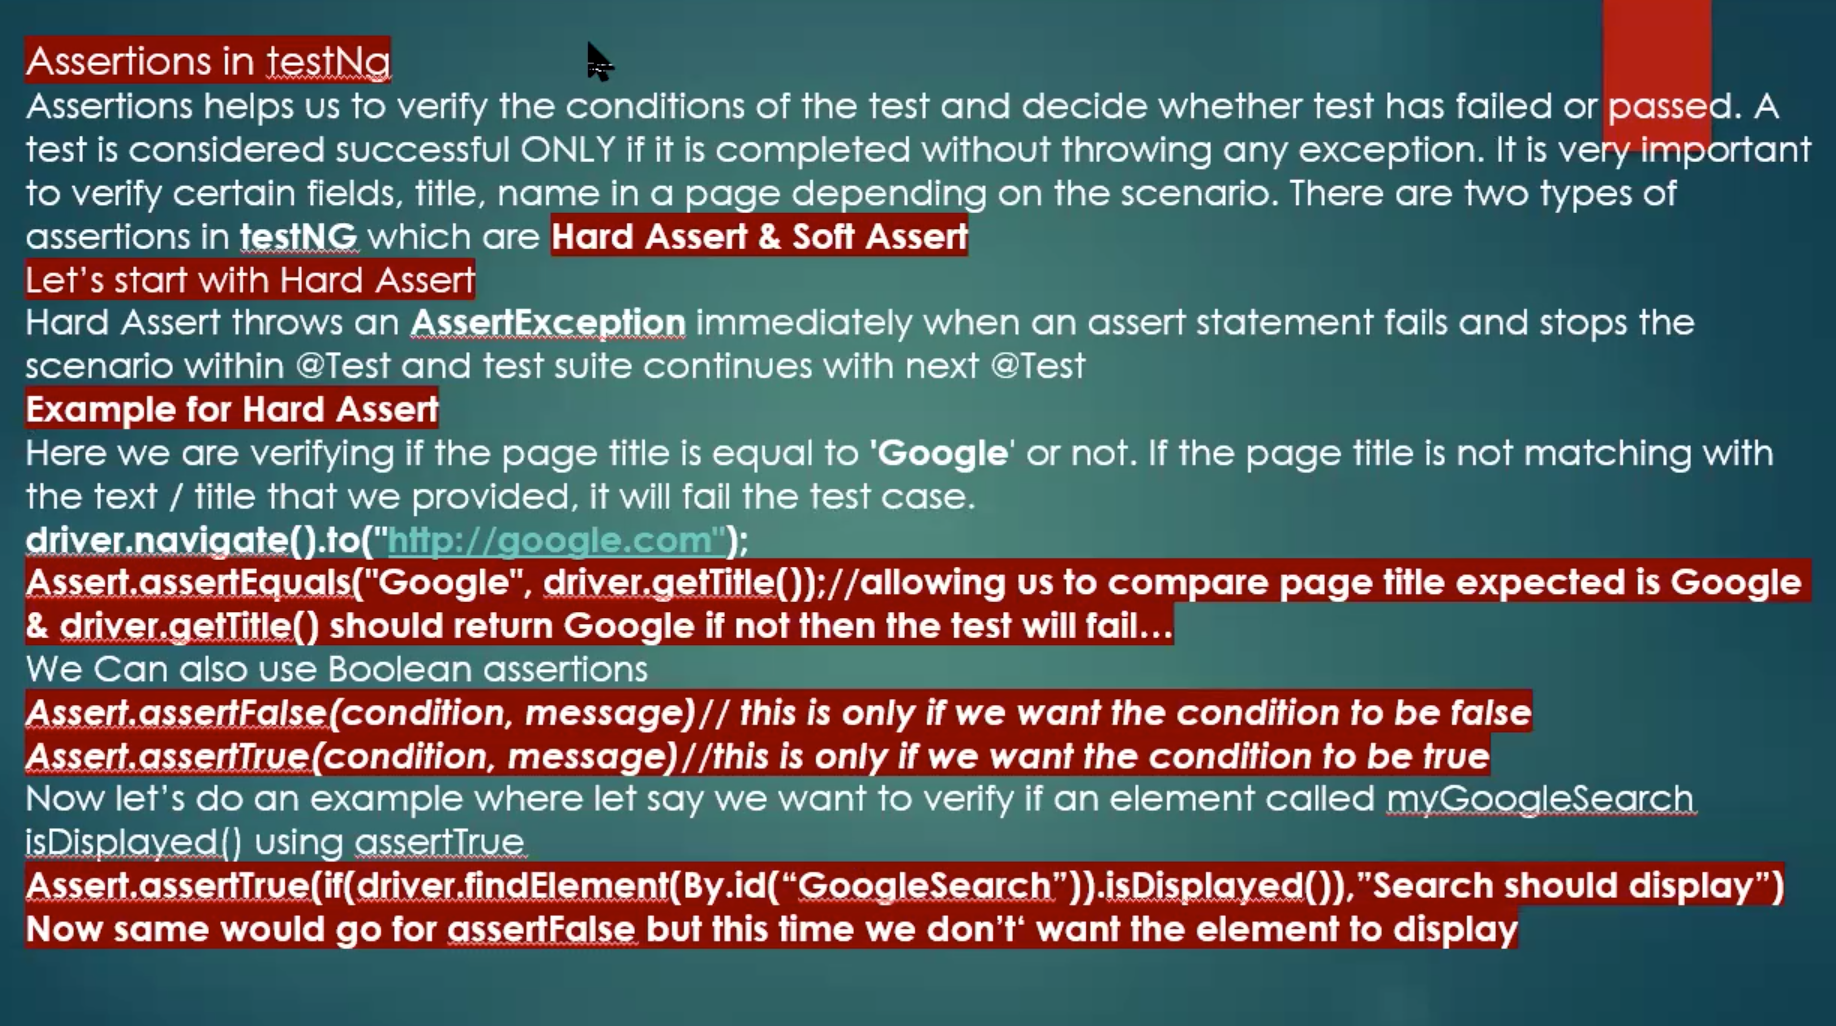 Assertions in testNg
Assertions helps us to verify the conditions of the test and decide whether test has failed or passed. A
test is considered successful ONLY if it is completed without throwing any exception. It is very important
to verify certain fields, title, name in a page depending on the scenario. There are two types of
assertions in testNG which are Hard Assert & Soft Assert
Let’s start with Hard Assert
Hard Assert throws an AssertException immediately when an assert statement fails and stops the
scenario within @Test and test suite continues with next @Test
Example for Hard Assert
Here we are verifying if the page title is equal to 'Google' or not. If the page title is not matching with
the text / title that we provided, it will fail the test case.
driver.navigate().to("http://google.com");
Assert.assertEquals("Google", driver.getTitle());//allowing us to compare page title expected is Google
& driver.getTitle() should return Google if not then the test will fail…
We Can also use Boolean assertions
Assert.assertFalse(condition, message)// this is only if we want the condition to be false
Assert.assertTrue(condition, message)//this is only if we want the condition to be true
Now let’s do an example where let say we want to verify if an element called myGoogleSearch
isDisplayed() using assertTrue
Assert.assertTrue(if(driver.findElement(By.id(“GoogleSearch”)).isDisplayed()),”Search should display”)
Now same would go for assertFalse but this time we don’t‘ want the element to display